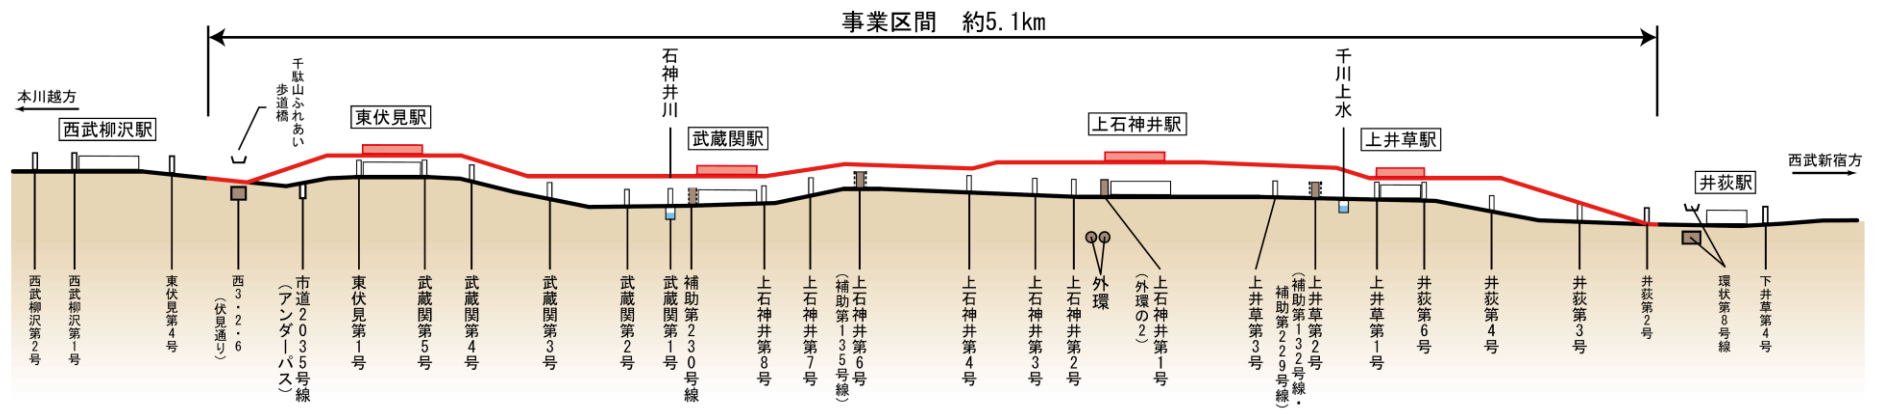 事業区間　約5.1km
本川越方
西武柳沢駅
千駄山ふれあい
歩道橋
東伏見駅
石神井川
武蔵関駅
上石神井駅
千川上水
上井草駅
井荻駅
西武新宿方
西武柳沢第2号
西武柳沢第1号
東伏見第4号
西3・2・6
（伏見通り）
市道2035号線
（アンダーパス）
東伏見第1号
武蔵関第5号
武蔵関第4号
武蔵関第3号
武蔵関第2号
武蔵関第1号
補助第230号線
上石神井第8号
上石神井第7号
上石神井第6号
（補助第135号線）
上石神井第4号
上石神井第3号
上石神井第2号
外環
上石神井第1号
（外環の2）
上井草第3号
上井草第2号
（補助第132号線・
補助第229号線）
上井草第1号
井荻第6号
井荻第4号
井荻第3号
井荻第2号
環状第8号線
下井草第4号